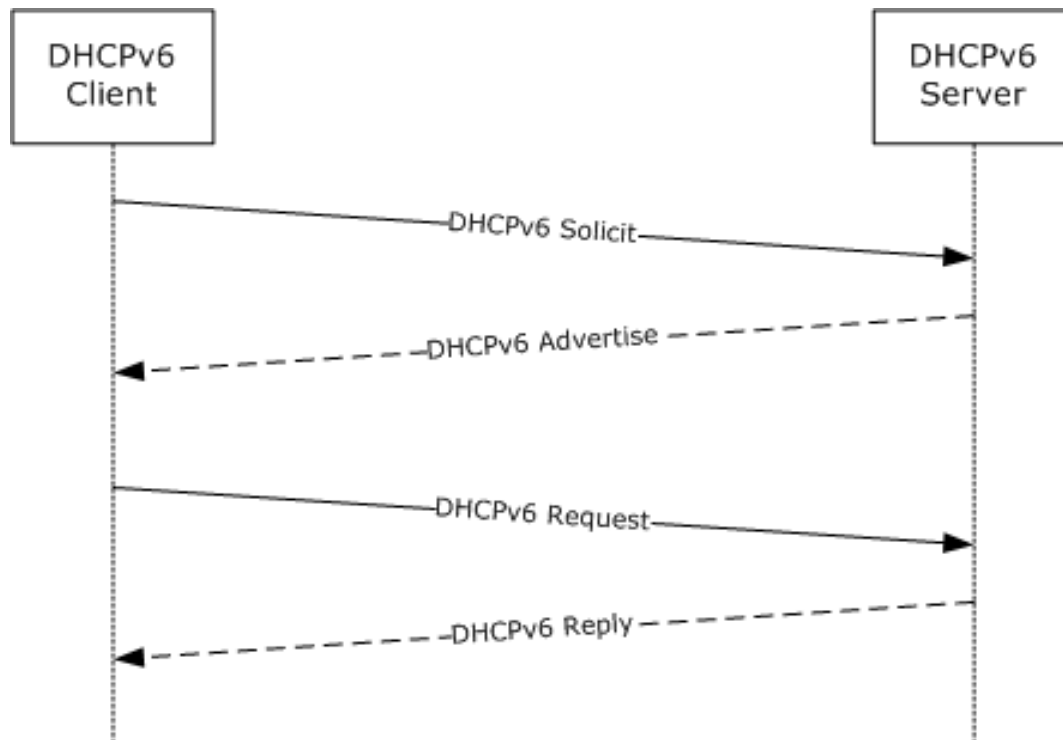 DHCPv6
Client
DHCPv6
Server
DHCPv6 Solicit
DHCPv6 Advertise
DHCPv6 Request
DHCPv6 Reply